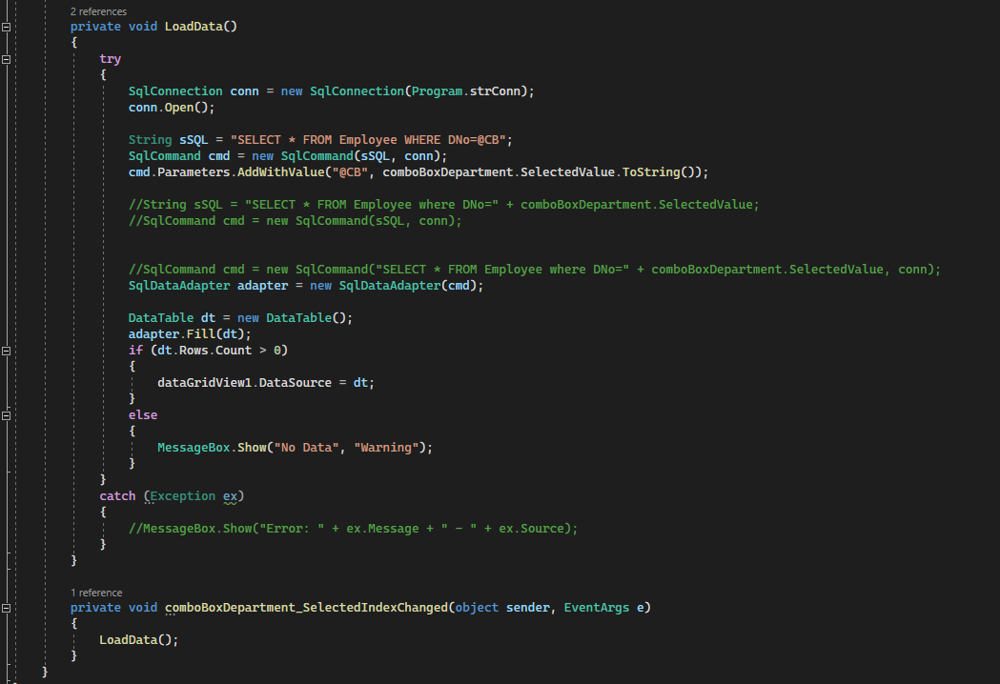 2 references
private void LoadData()
{
try
{
SqlConnection conn = new SqlConnection(Program.strConn);
conn.Open();
String sSQL = "SELECT * FROM Employee WHERE DNo=@CB";
SqlCommand cmd = new SqlCommand(sSQL, conn);
cmd.Parameters.AddWithValue("@CB", comboBoxDepartment.SelectedValue.ToString());
//String sSQL = "SELECT * FROM Employee where DNo=" + comboBoxDepartment.SelectedValue;
//SqlCommand cmd = new SqlCommand(sSQL, conn);
//SqlCommand cmd = new SqlCommand("SELECT * FROM Employee where DNo=" + comboBoxDepartment.SelectedValue, conn);
SqlDataAdapter adapter = new SqlDataAdapter(cmd);
DataTable dt = new DataTable();
adapter.Fill(dt);
if (dt.Rows.Count > 0)
{
dataGridView1.DataSource = dt;
}
else
{
MessageBox.Show("No Data", "Warning");
}
}
catch (Exception ex)
{
//MessageBox.Show("Error: " + ex.Message + " - " + ex.Source);
}
}
1 reference
private void comboBoxDepartment_SelectedIndexChanged(object sender, EventArgs e)
{
LoadData();
}
}